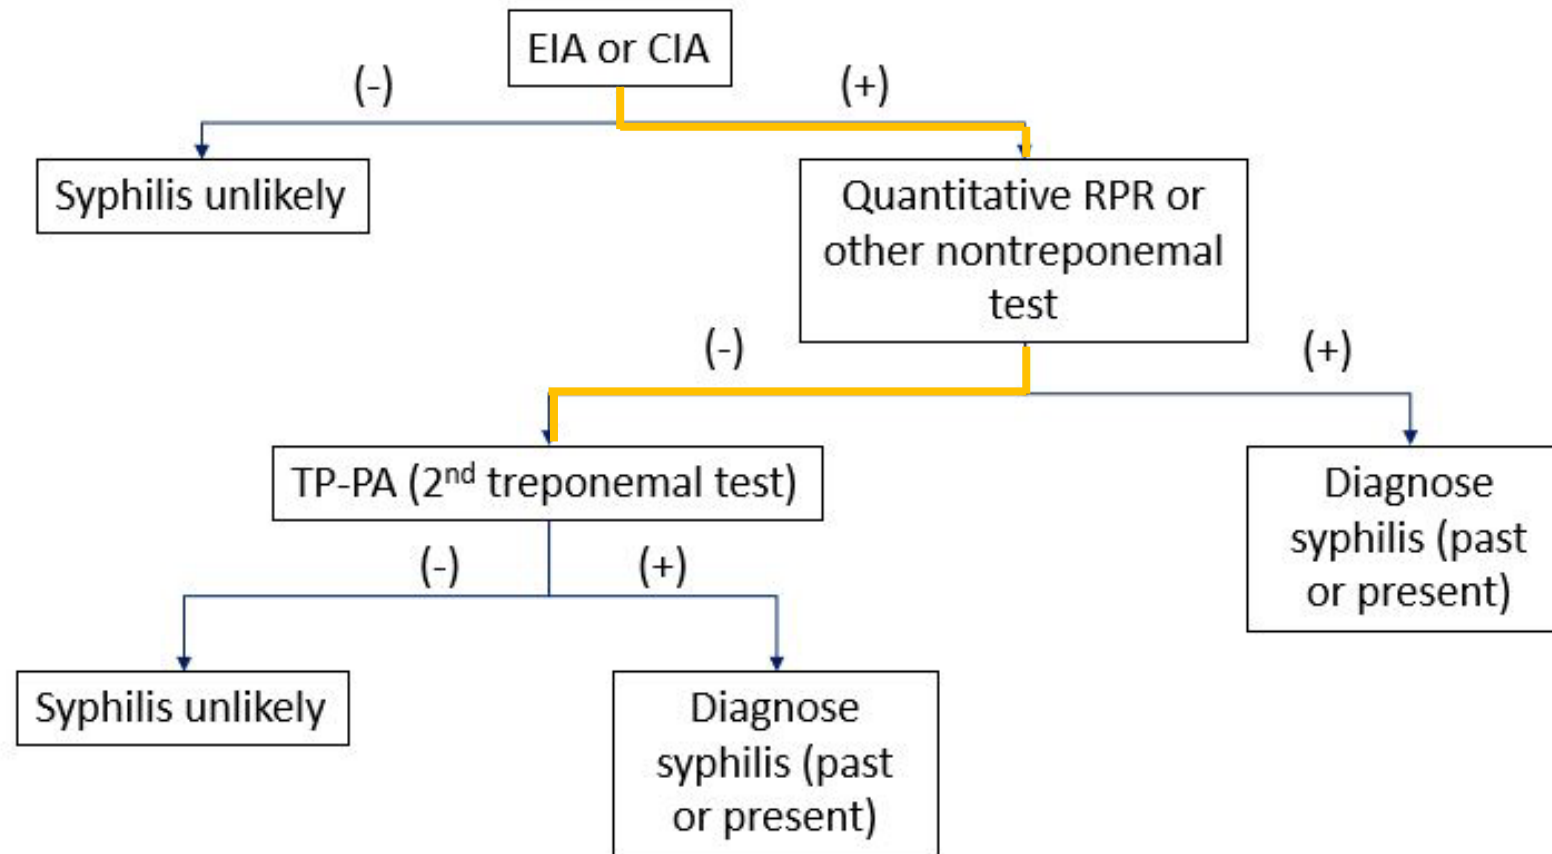 EIA or CIA
(-)
(+)
Syphilis unlikely
Quantitative RPR or
other nontreponemal
test
(-)
(+)
TP-PA (2nd treponemal test)
Diagnose
syphilis (past
or present)
(-)
(+)
Syphilis unlikely
Diagnose
syphilis (past
or present)